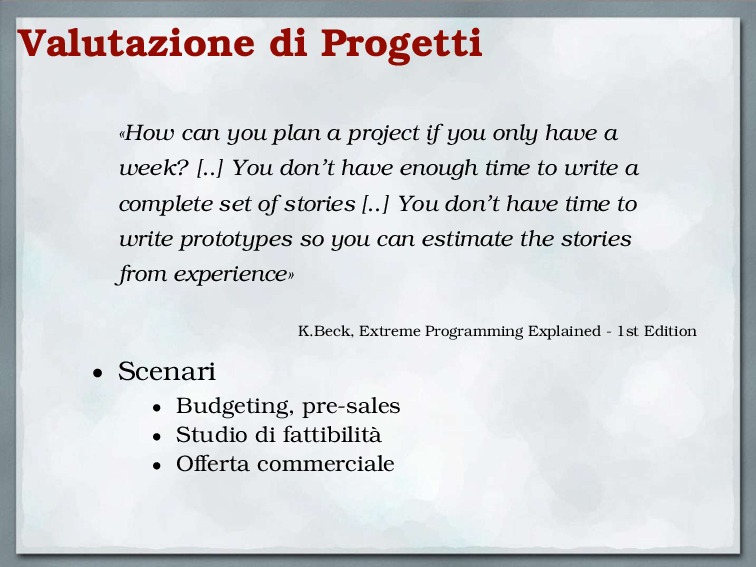 Valutazione di Progetti
«How can you plan a project if you only have a
week? [..] You don't have enough time to write a
complete set of stories [..] You don't have time to
write prototypes so you can estimate the stories
from experience»
K.Beck, Extreme Programming Explained - 1st Edition
• Scenari
• Budgeting, pre-sales
• Studio di fattibilità
• Offerta commerciale